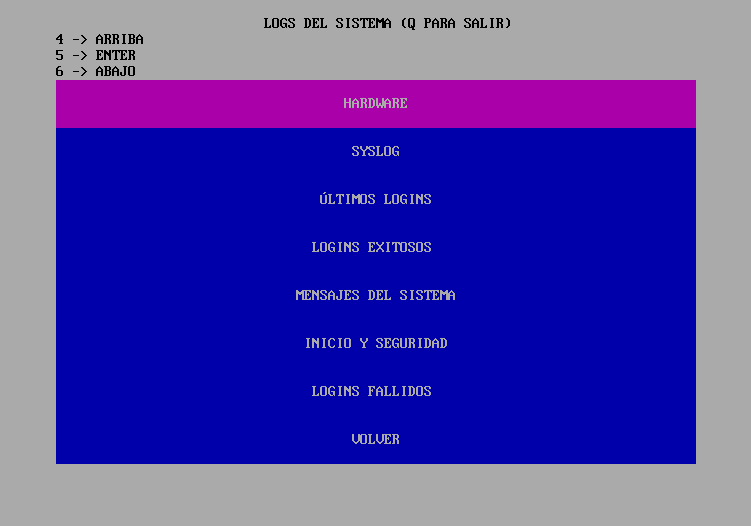 LOGS DEL SISTEMA (Q PARA SALIR)
4 -> ARRIBA
5 -> ENTER
6 -> ABAJO
HARDWARE
SYSLOG
ÚLTIMOS LOGINS
LOGINS EXITOSOS
MENSAJES DEL SISTEMA
INICIO Y SEGURIDAD
LOGINS FALLIDOS
VOLVER